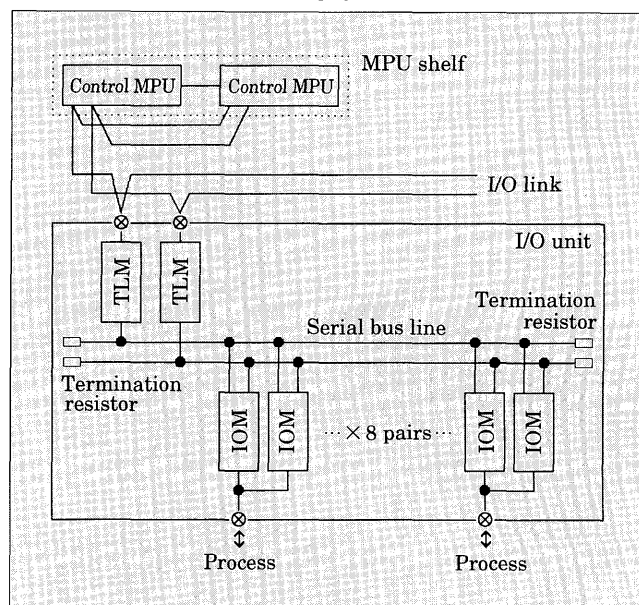 MPU shelf
Control MPU
Control MPU
I/O link
I/O unit
TLM
TLM
Termination
resistor
Serial bus line
Termination
resistor
IOM
IOM
× 8 pairs
IOM
IOM
Process
Process